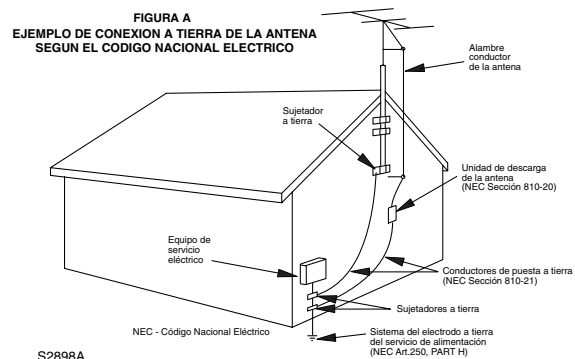 FIGURA A
EJEMPLO DE CONEXION A TIERRA DE LA ANTENA
SEGUN EL CODIGO NACIONAL ELECTRICO
Alambre
conductor
de la antena
Sujetador
a tierra
Unidad de descarga
de la antena
(NEC Sección 810-20)
Equipo de
servicio
eléctrico
Conductores de puesta a tierra
(NEC Sección 810-21)
Sujetadores a tierra
NEC - Código Nacional Eléctrico
Sistema del electrodo a tierra
del servicio de alimentación
(NEC Art.250, PART H)
S2898A